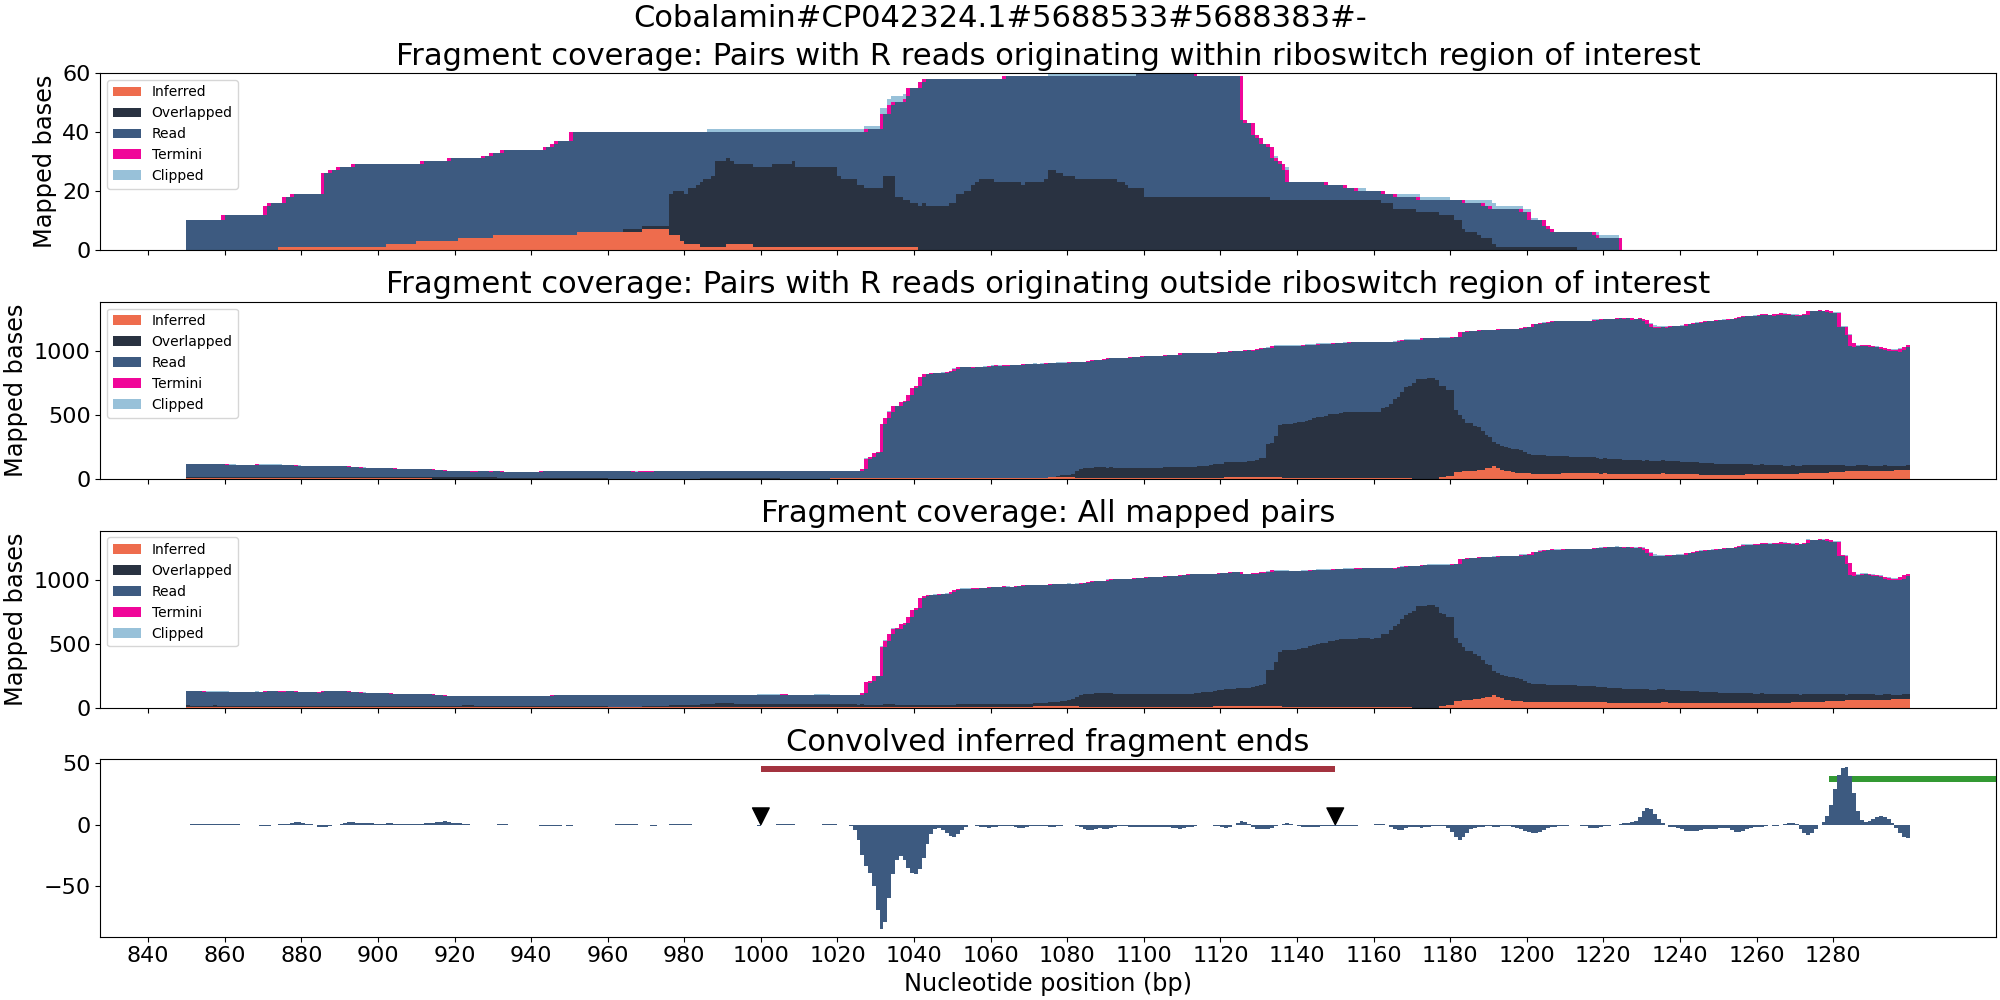 Cobalamin#CP042324.1#5688533#5688383#-
Fragment coverage: Pairs with R reads originating within riboswitch region of interest
Mapped bases
60
40
20
0
Inferred
Overlapped
Read
Termini
Clipped
Fragment coverage: Pairs with R reads originating outside riboswitch region of interest
Mapped bases
1000
500
0
Inferred
Overlapped
Read
Termini
Clipped
Fragment coverage: All mapped pairs
Mapped bases
1000
500
0
Inferred
Overlapped
Read
Termini
Clipped
Convolved inferred fragment ends
50
0
−50
840 860 880 900 920 940 960 980 1000 1020 1040 1060 1080 1100 1120 1140 1160 1180 1200 1220 1240 1260 1280
Nucleotide position (bp)